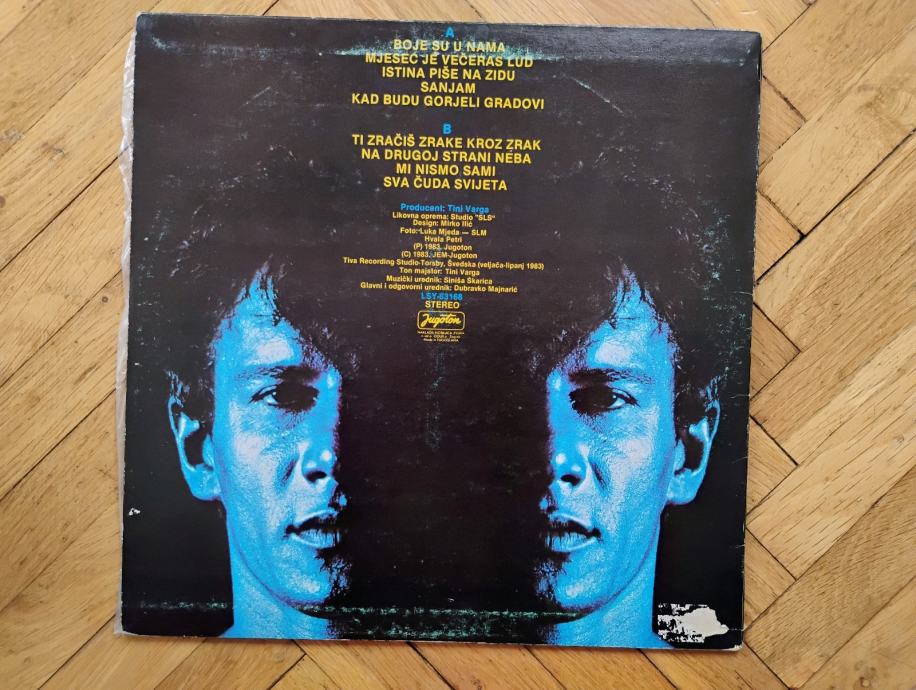 A
BOJE SU U NAMA
MJESEC JE VEČERAS LUD
ISTINA PIŠE NA ZIDU
SANJAM
KAD BUDU GORJELI GRADOVI
B
TI ZRAČIŠ ZRAKE KROZ ZRAK
NA DRUGOJ STRANI NEBA
MI NISMO SAMI
SVA ČUDA SVIJETA
Producent: Tini Varga
Likovna oprema: Studio "SLS"
Design: Mirko Ilić
Foto: Luka Mjeda — SLM
Hvala Petri
(P) 1983, Jugoton
(C) 1983, JEM-Jugoton
Tiva Recording Studio-Torsby, Švedska (veljača-lipanj 1983)
Ton majstor: Tini Varga
Muzički urednik: Siniša Škarica
Glavni i odgovorni urednik: Dubravko Majnarić
LSY-63168
STEREO
Jugoton